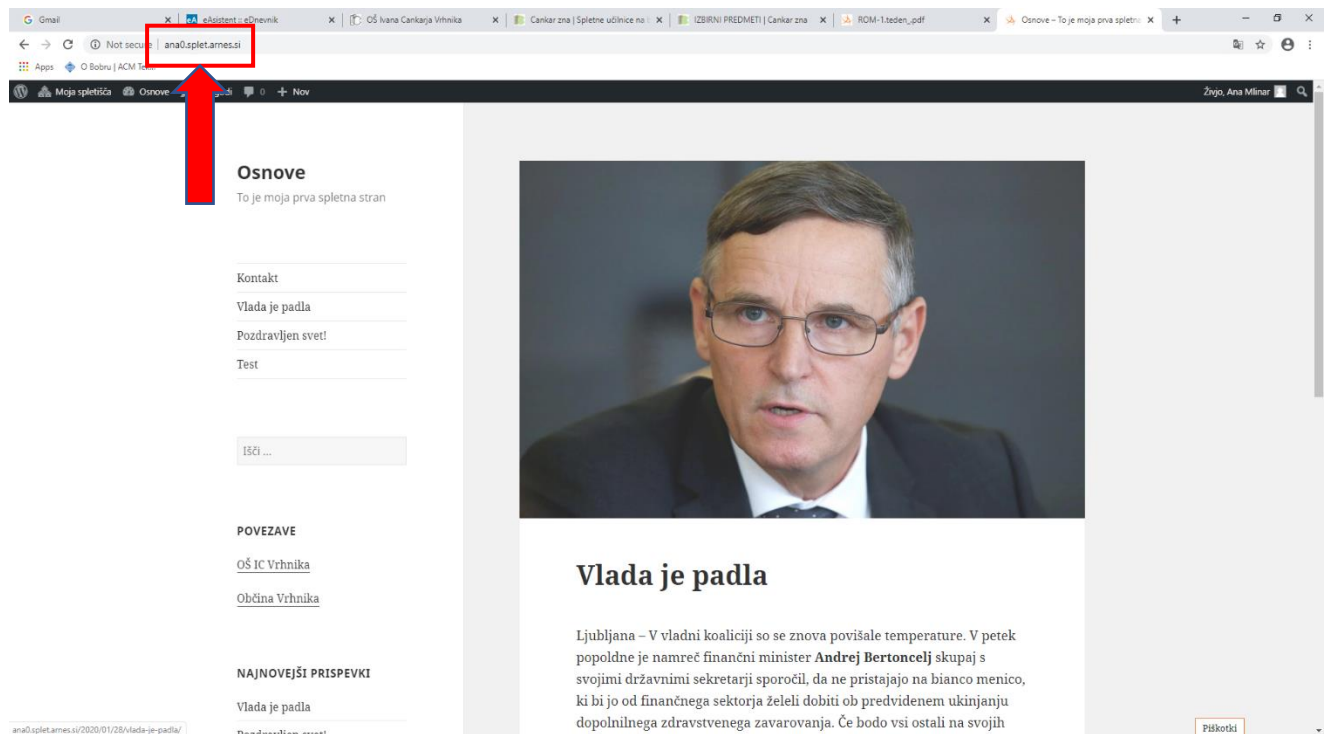 Gmail
eAsistent :: eDnevnik
OŠ Ivana Cankarja Vrhnika
Cankar zna | Spletne učilnice na
IZBIRNI PREDMETI | Cankar zna
ROM-1.teden_.pdf
Osnove – To je moja prva spletn
Not secure | ana0.splet.arnes.si
Apps
O Bobru | ACM
Moja spletišča
Osnove
0
Nov
Živjo, Ana Mlinar
Osnove
To je moja prva spletna stran
Kontakt
Vlada je padla
Pozdravljen svet!
Test
Išči ...
POVEZAVE
OŠ IC Vrhnika
Občina Vrhnika
NAJNOVEJŠI PRISPEVKI
Vlada je padla
Vlada je padla
Ljubljana – V vladni koaliciji so se znova povišale temperature. V petek
popoldne je namreč finančni minister Andrej Bertoncelj skupaj s
svojimi državnimi sekretarji sporočil, da ne pristajajo na bianco menico,
ki bi jo od finančnega sektorja želeli dobiti ob predvidenem ukinjanju
dopolnilnega zdravstvenega zavarovanja. Če bodo vsi ostali na svojih
Piškotki
ana0.splet.arnes.si/2020/01/28/vlada-je-padla/